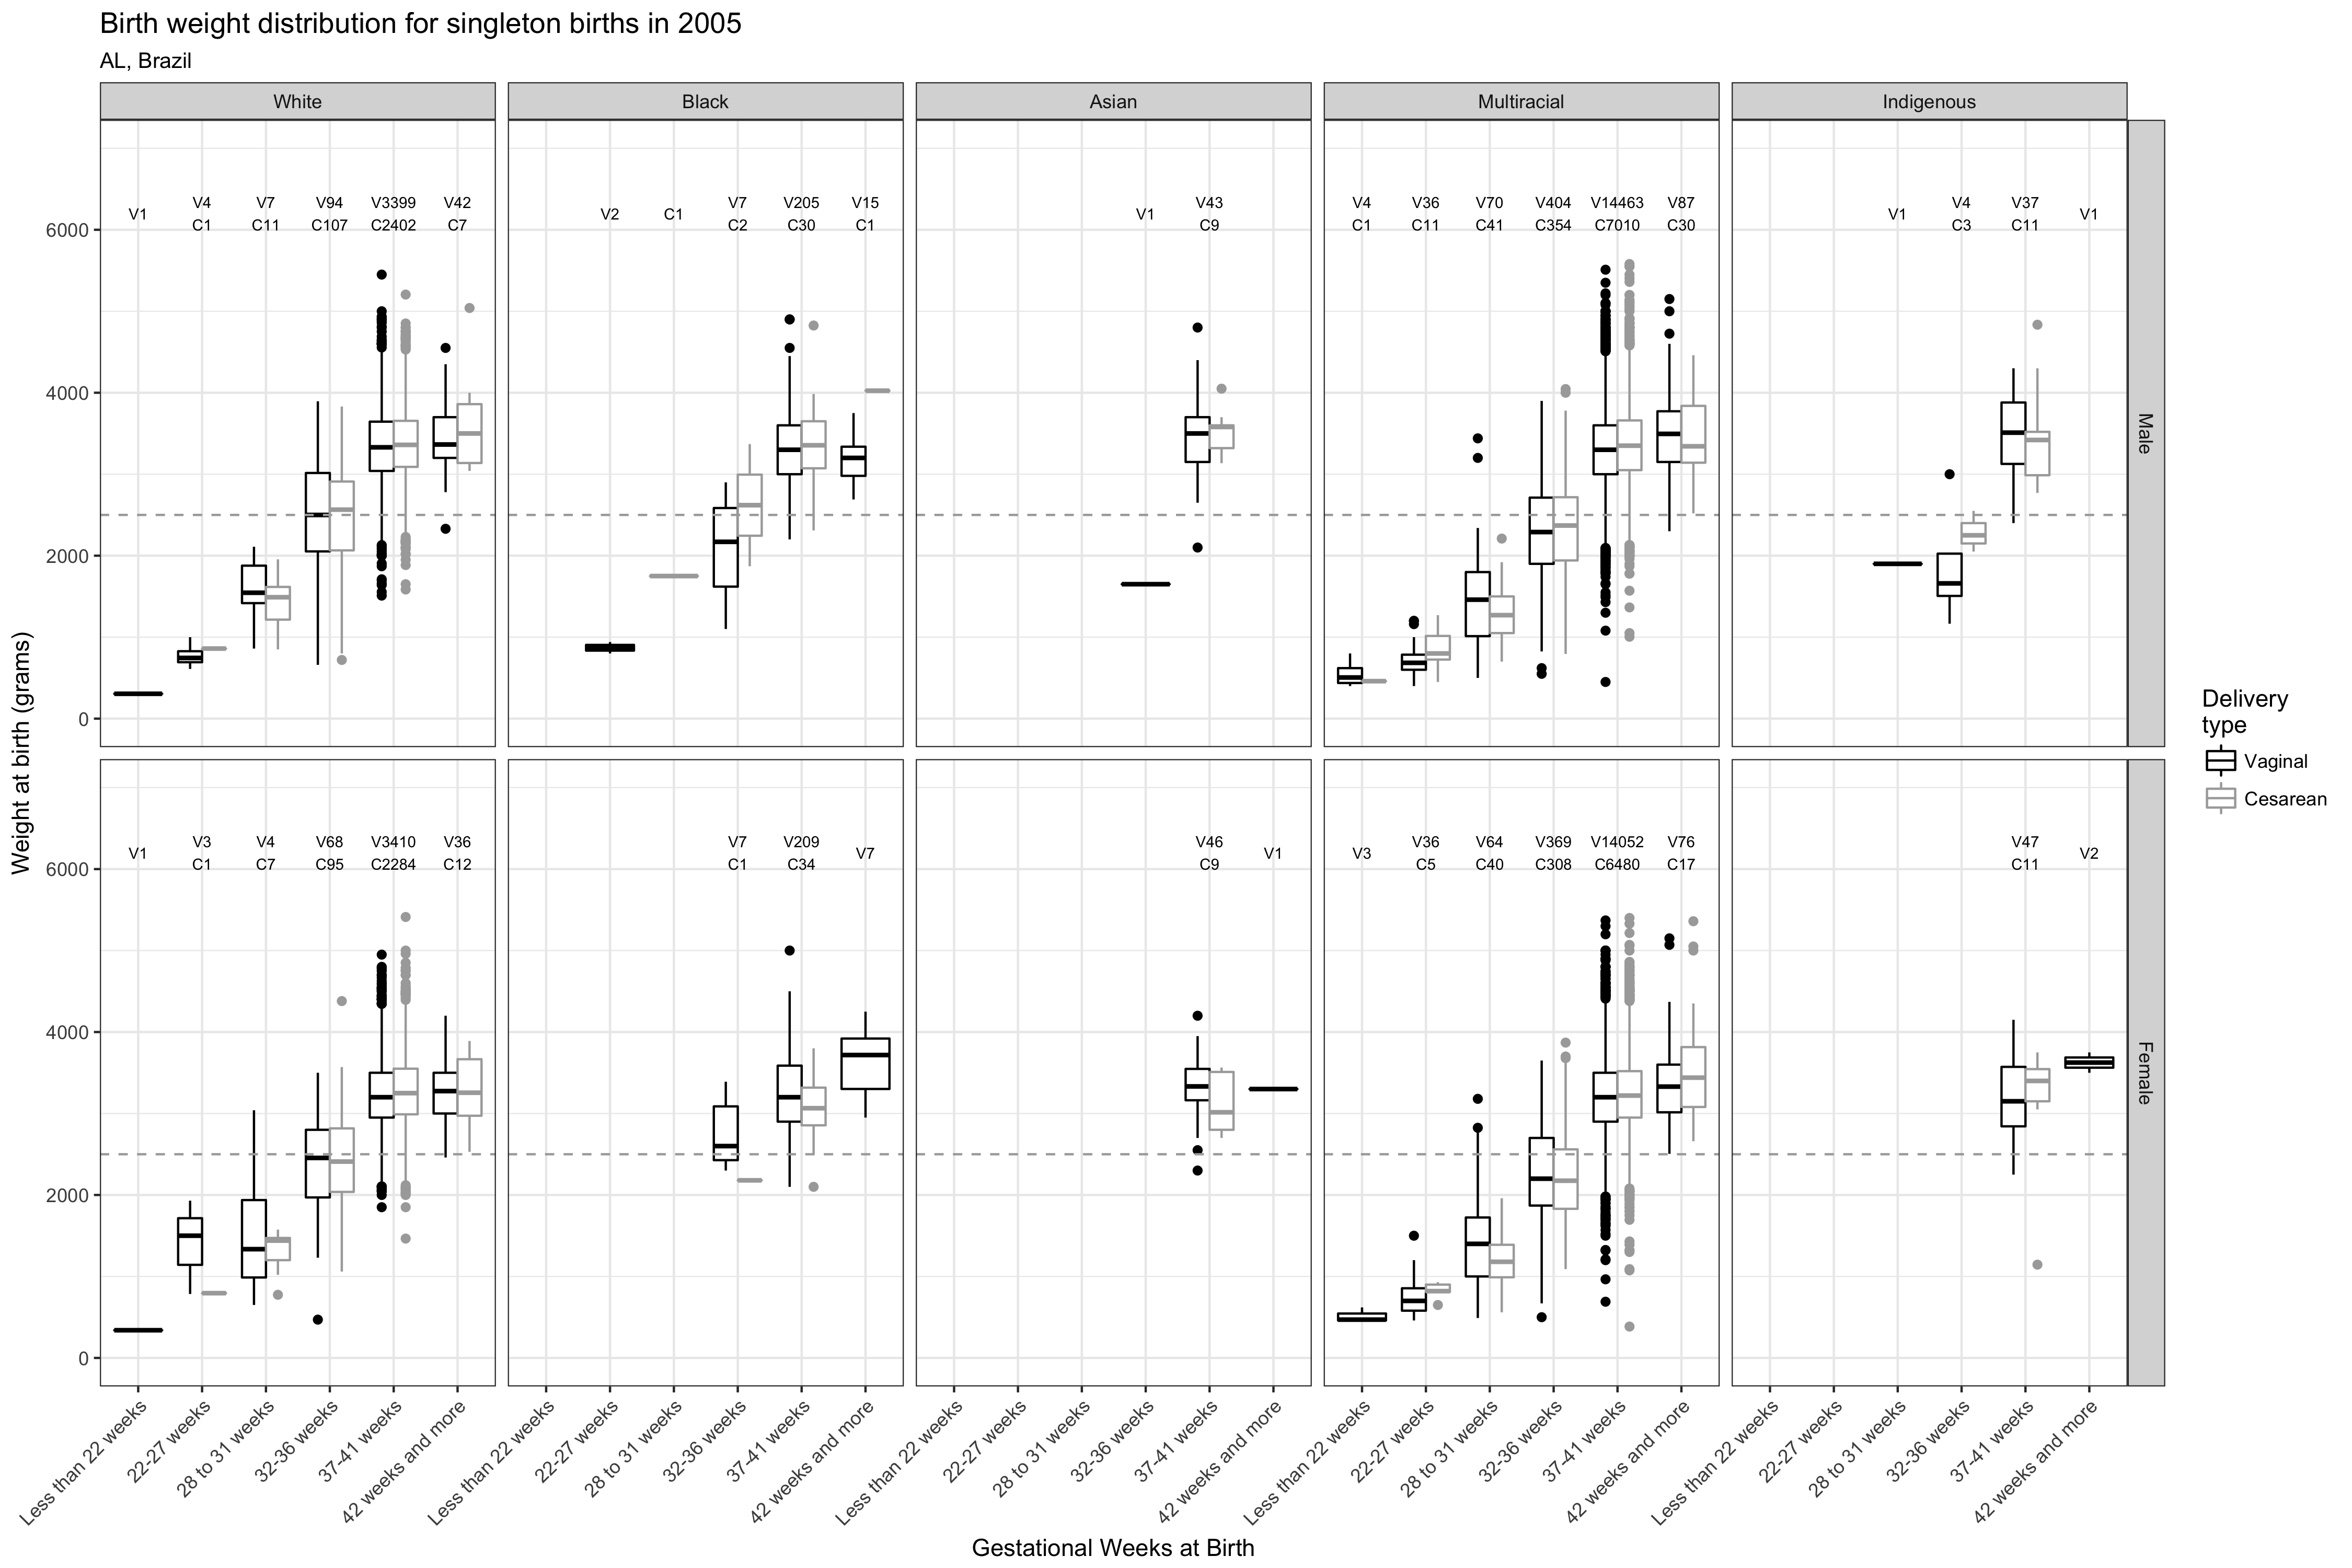 Birth weight distribution for singleton births in 2005
AL, Brazil
White Black Asian Multiracial Indigenous
V1 V4 V7 V94 V3399 V42 V2 C1 V7 V205 V15 V1 V43 V4 V36 V70 V404 V14463 V87 V1 V4 V37 V1
C1 C11 C107 C2402 C7 C2 C30 C1 C9 C1 C11 C41 C354 C7010 C30 C3 C11
6000
4000
2000
0
Male
V1 V3 V4 V68 V3410 V36 V7 V209 V7 V46 V1 V3 V36 V64 V369 V14052 V76 V47 V2
C1 C7 C95 C2284 C12 C1 C34 C9 C5 C40 C308 C6480 C17 C11
6000
4000
2000
0
Female
Weight at birth (grams)
Less than 22 weeks
22-27 weeks
28 to 31 weeks
32-36 weeks
37-41 weeks
42 weeks and more
Less than 22 weeks
22-27 weeks
28 to 31 weeks
32-36 weeks
37-41 weeks
42 weeks and more
Less than 22 weeks
22-27 weeks
28 to 31 weeks
32-36 weeks
37-41 weeks
42 weeks and more
Less than 22 weeks
22-27 weeks
28 to 31 weeks
32-36 weeks
37-41 weeks
42 weeks and more
Less than 22 weeks
22-27 weeks
28 to 31 weeks
32-36 weeks
37-41 weeks
42 weeks and more
Gestational Weeks at Birth
Delivery
type
Vaginal
Cesarean